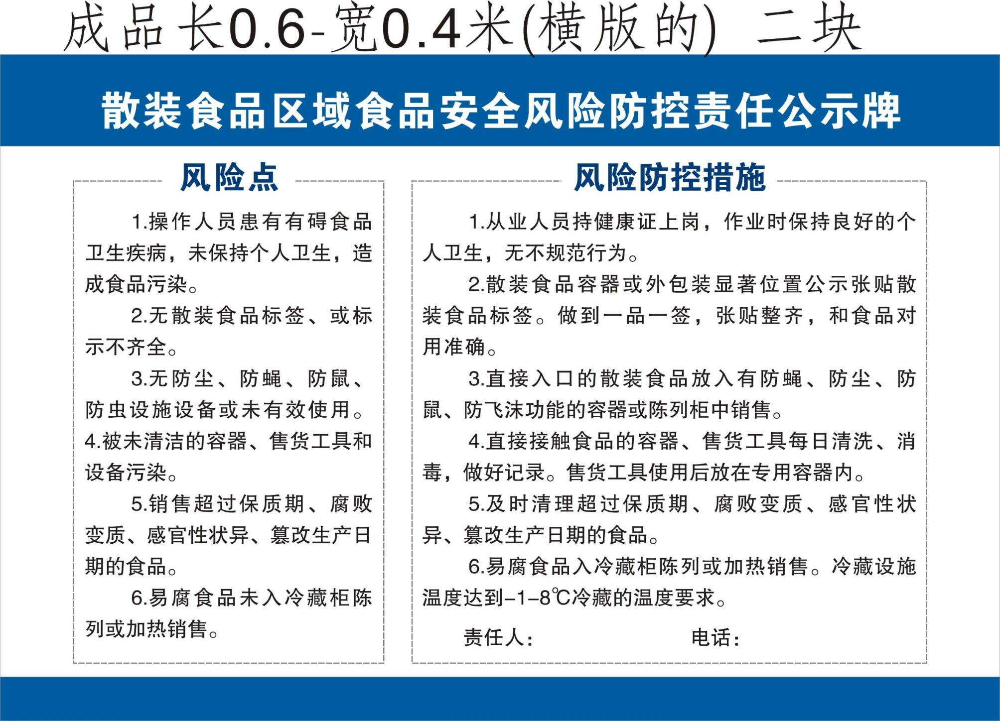 成品长0.6-宽0.4米(横版的) 二块
散装食品区域食品安全风险防控责任公示牌
风险点
1.操作人员患有有碍食品
卫生疾病，未保持个人卫生，造
成食品污染。
2.无散装食品标签、或标
示不齐全。
3.无防尘、防蝇、防鼠、
防虫设施设备或未有效使用。
4.被未清洁的容器、售货工具和
设备污染。
5.销售超过保质期、腐败
变质、感官性状异、篡改生产日
期的食品。
6.易腐食品未入冷藏柜陈
列或加热销售。
风险防控措施
1.从业人员持健康证上岗，作业时保持良好的个
人卫生，无不规范行为。
2.散装食品容器或外包装显著位置公示张贴散
装食品标签。做到一品一签，张贴整齐，和食品对
用准确。
3.直接入口的散装食品放入有防蝇、防尘、防
鼠、防飞沫功能的容器或陈列柜中销售。
4.直接接触食品的容器、售货工具每日清洗、消
毒，做好记录。售货工具使用后放在专用容器内。
5.及时清理超过保质期、腐败变质、感官性状
异、篡改生产日期的食品。
6.易腐食品入冷藏柜陈列或加热销售。冷藏设施
温度达到–1–8℃冷藏的温度要求。
责任人： 电话：